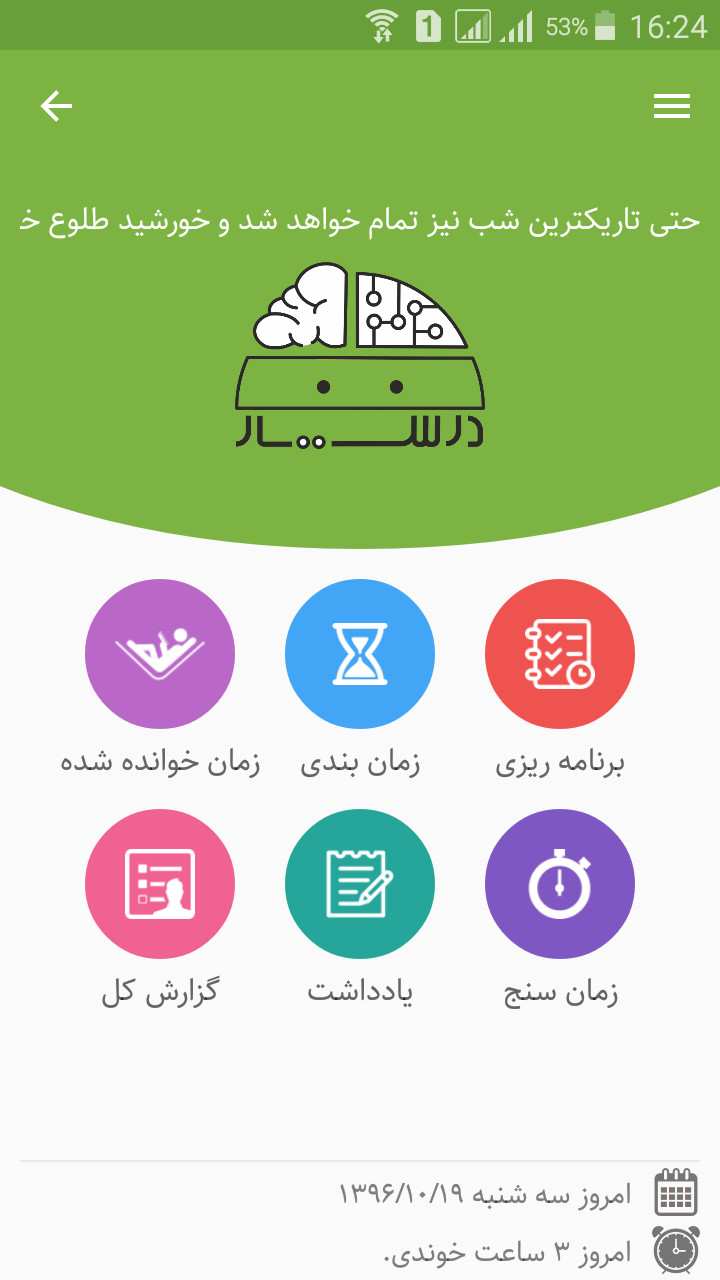 53% 16:24
حتی تاریکترین شب نیز تمام خواهد شد و خورشید طلوع خ
درسیار
برنامه ریزی
زمان بندی
زمان خوانده شده
زمان سنج
یادداشت
گزارش کل
امروز سه شنبه ۱۳۹۶/۱۰/۱۹
امروز ۳ ساعت خوندی.